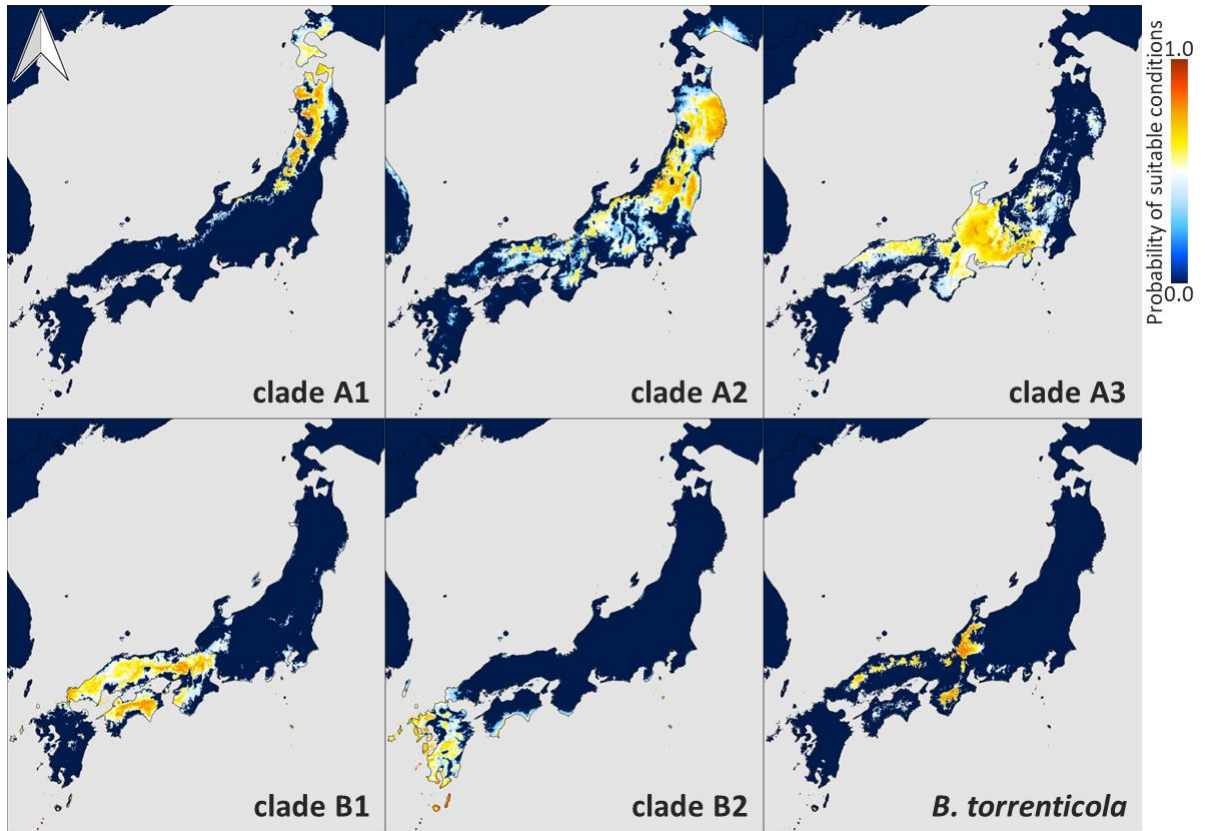 clade A1
clade A2
clade A3
Probability of suitable conditions
1.0
0.0
clade B1
clade B2
B. torrenticola